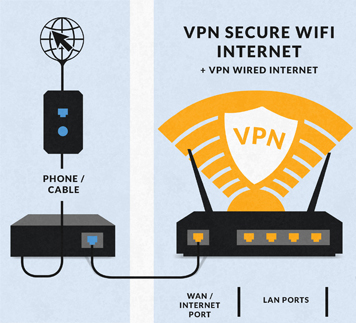 VPN SECURE WIFI
INTERNET
+ VPN WIRED INTERNET
VPN
PHONE /
CABLE
WAN /
INTERNET
PORT
LAN PORTS